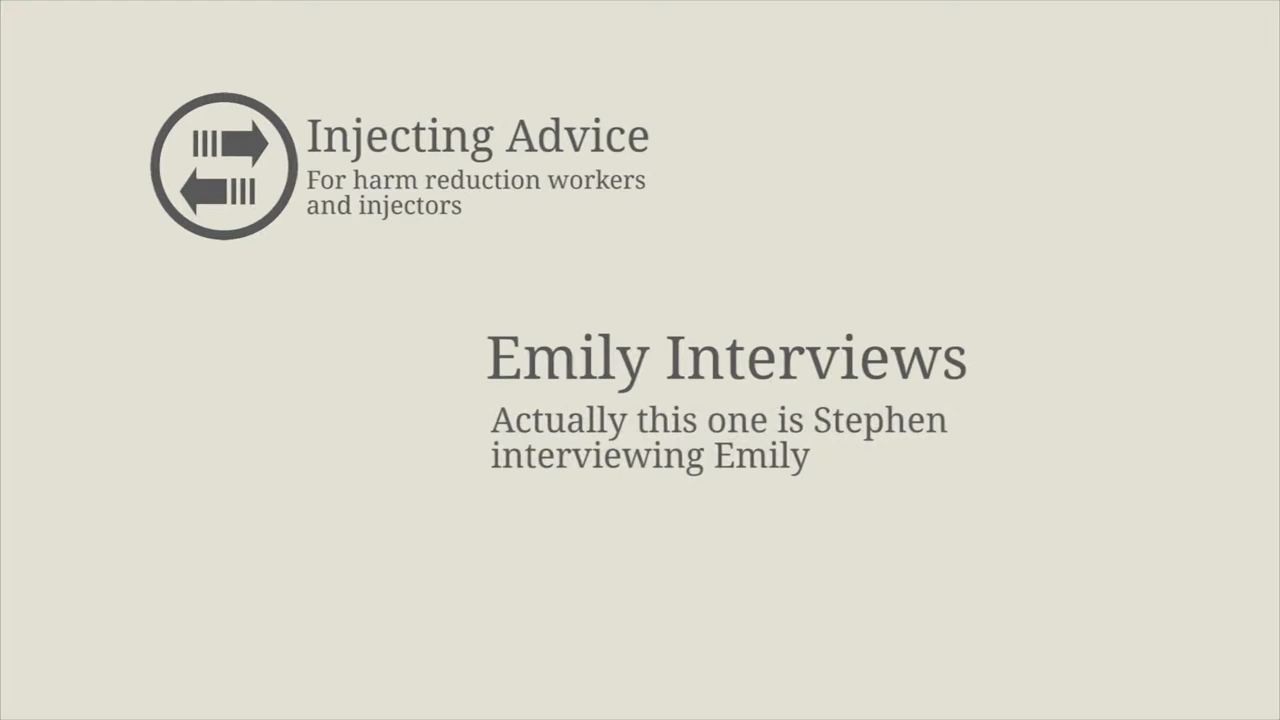 Injecting Advice
For harm reduction workers
and injectors
Emily Interviews
Actually this one is Stephen
interviewing Emily